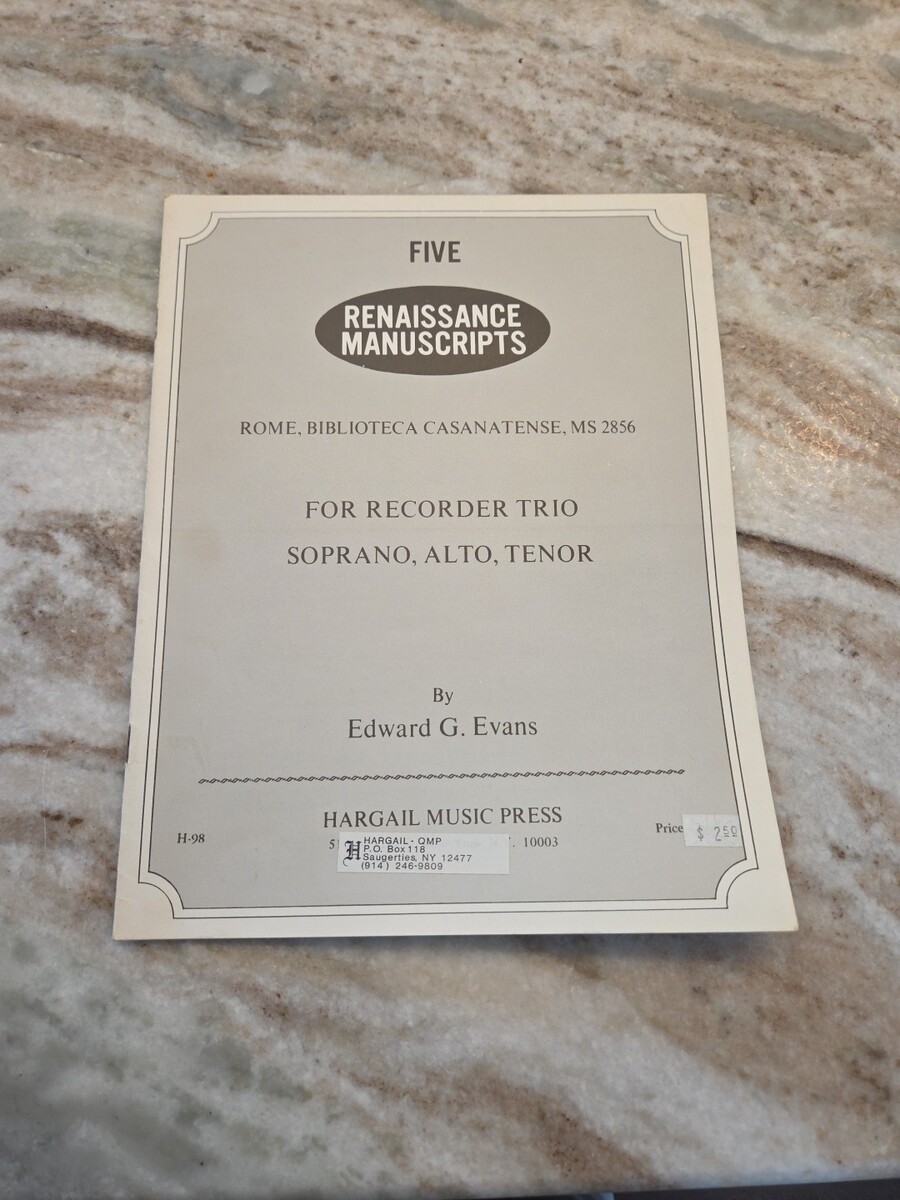 FIVE
RENAISSANCE
MANUSCRIPTS
ROME, BIBLIOTECA CASANATENSE, MS 2856
FOR RECORDER TRIO
SOPRANO, ALTO, TENOR
By
Edward G. Evans
HARGAIL MUSIC PRESS
H-98
Price $ 2.50
10003
H HARGAIL - QMP
P.O. Box 118
Saugerties, NY 12477
(914) 246-9809